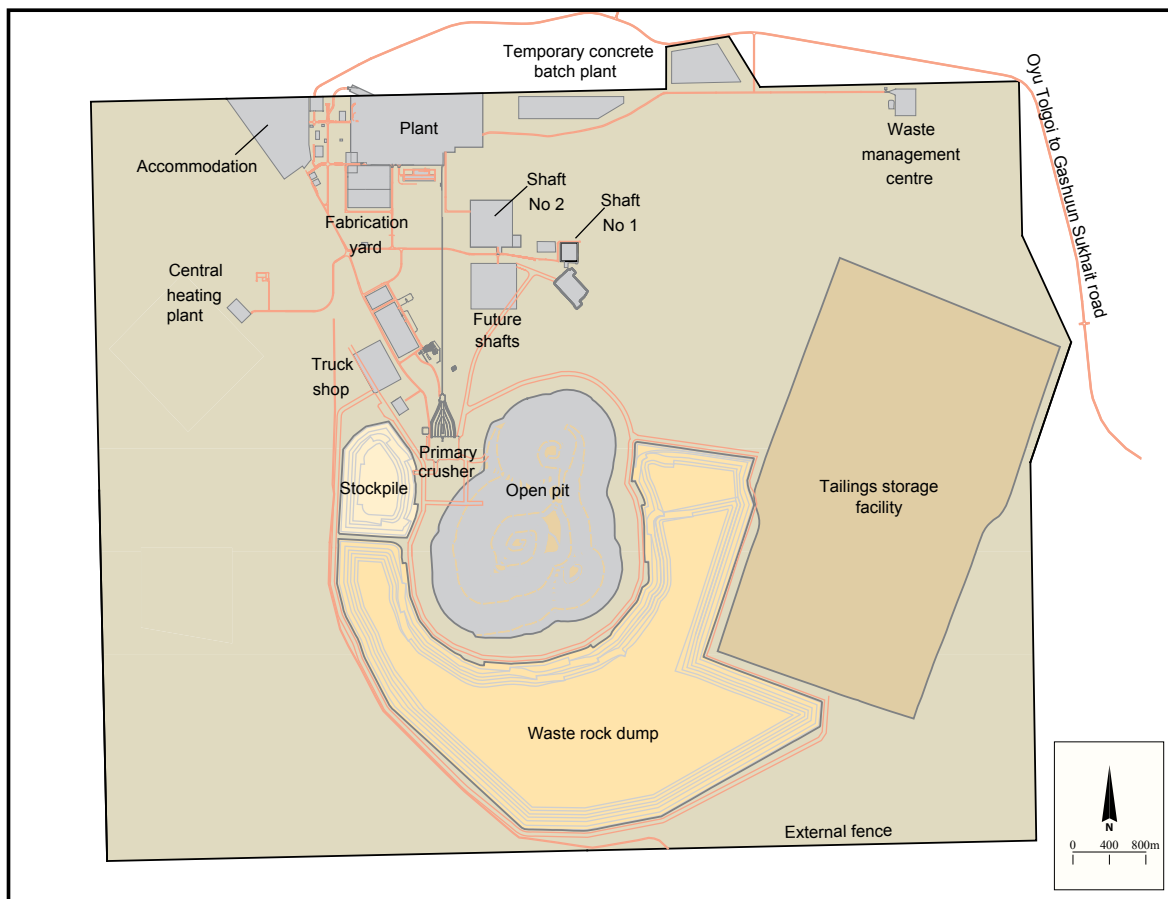 Temporary concrete
batch plant
Oyu Tolgoi to Gashuun Sukhait road
Plant
Accommodation
Waste
management
centre
Shaft
No 2
Shaft
No 1
Fabrication
yard
Central
heating
plant
Future
shafts
Truck
shop
Primary
crusher
Stockpile
Open pit
Tailings storage
facility
Waste rock dump
External fence
N
0 400 800m